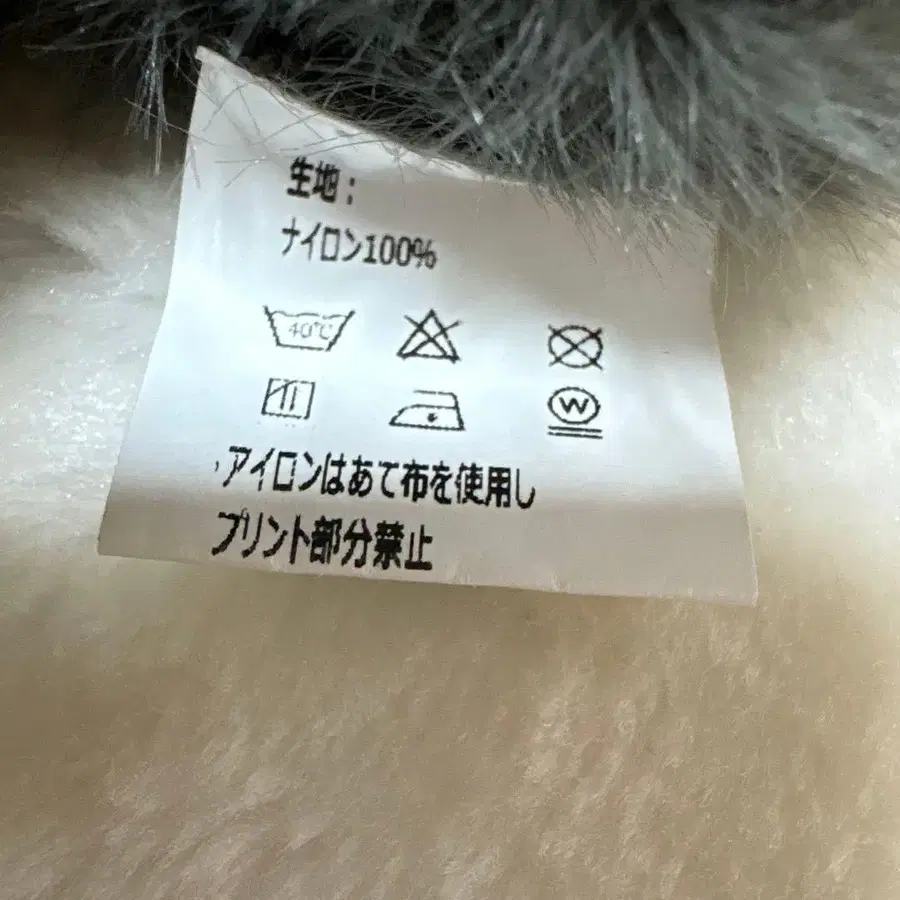 生地：
ナイロン100%
40℃
W
アイロンはあて布を使用し
プリント部分禁止